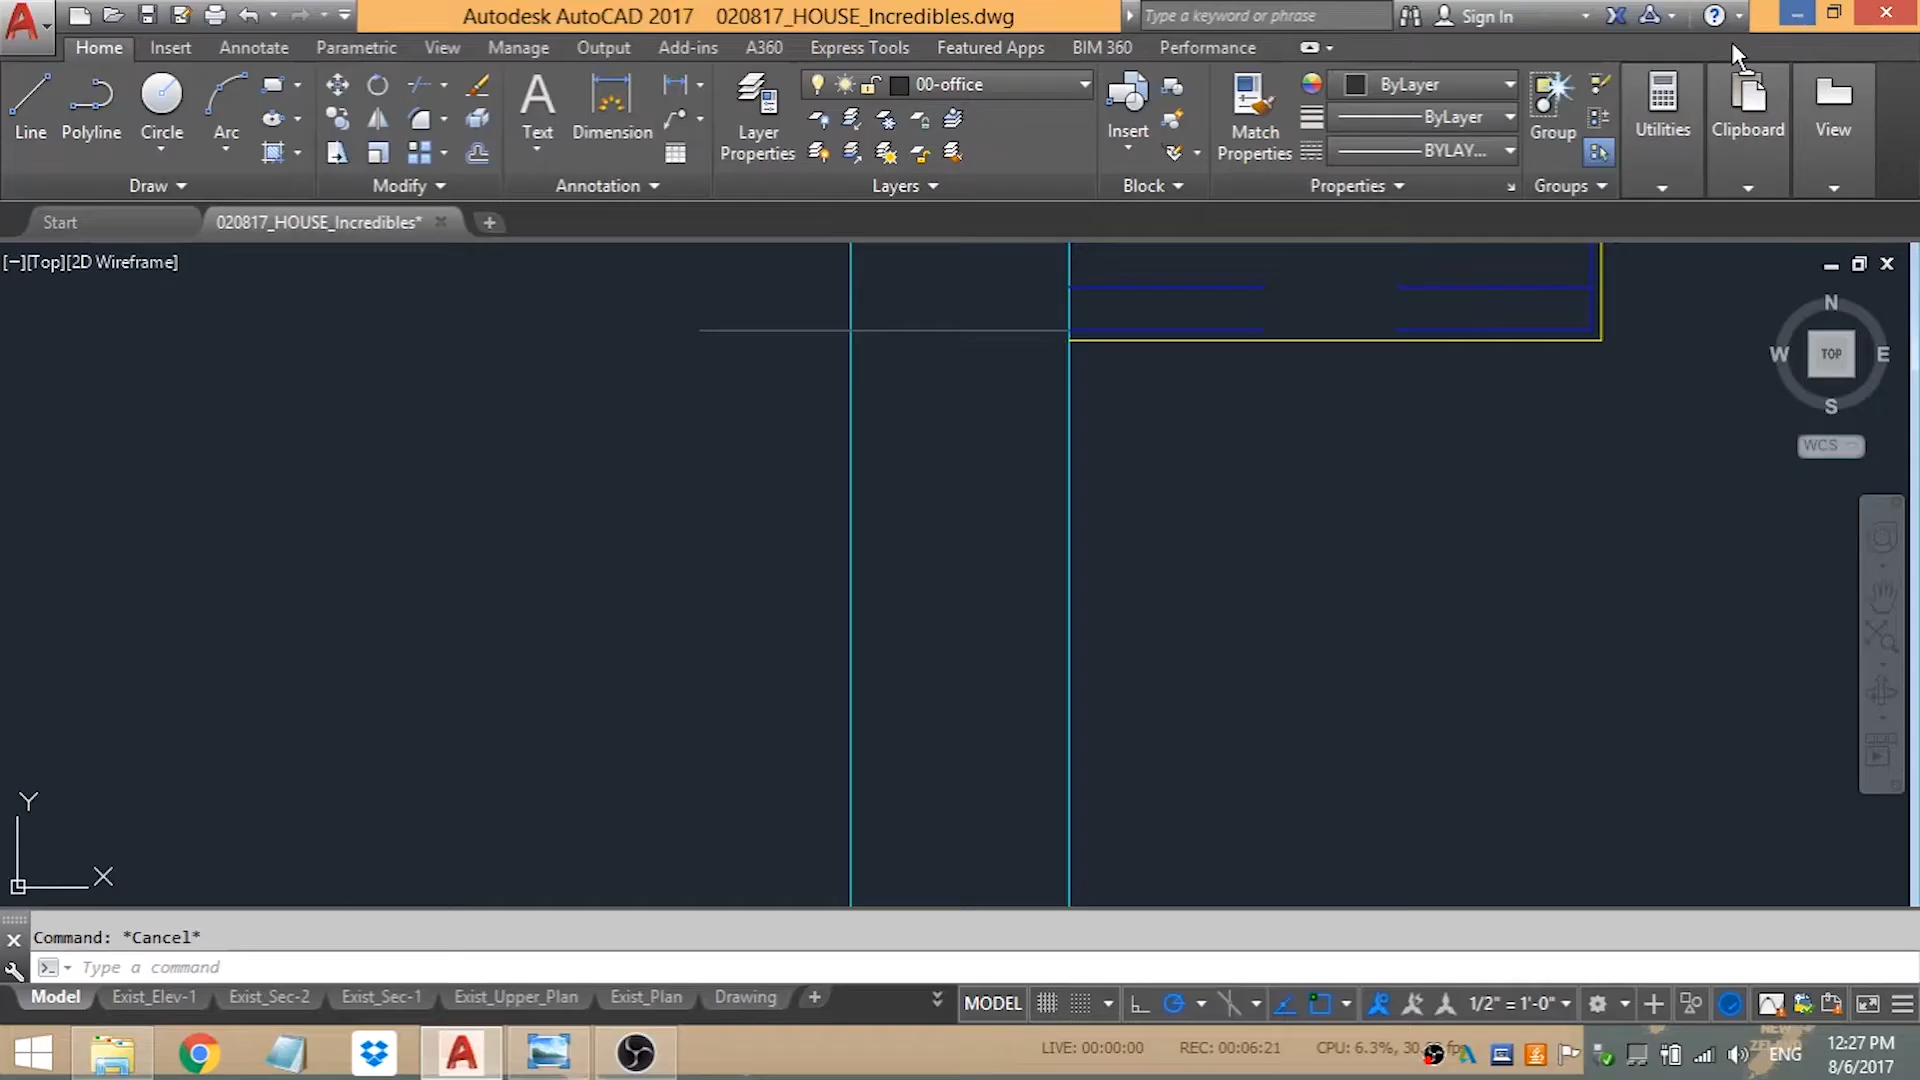 Autodesk AutoCAD 2017 020817_HOUSE_Incredibles.dwg
Type a keyword or phrase
Sign In
Home Insert Annotate Parametric View Manage Output Add-ins A360 Express Tools Featured Apps BIM 360 Performance
00-office
ByLayer
ByLayer
BYLAY...
Line Polyline Circle Arc
Text Dimension
Layer Properties
Insert
Match Properties
Group
Utilities Clipboard View
Draw Modify Annotation Layers Block Properties Groups
Start 020817_HOUSE_Incredibles*
[−][Top][2D Wireframe]
N
W TOP E
S
WCS
Y
X
Command: *Cancel*
Type a command
Model Exist_Elev-1 Exist_Sec-2 Exist_Sec-1 Exist_Upper_Plan Exist_Plan Drawing
MODEL 1/2" = 1'-0"
LIVE: 00:00:00 REC: 00:06:21 CPU: 6.3%, 30
ENG
12:27 PM
8/6/2017